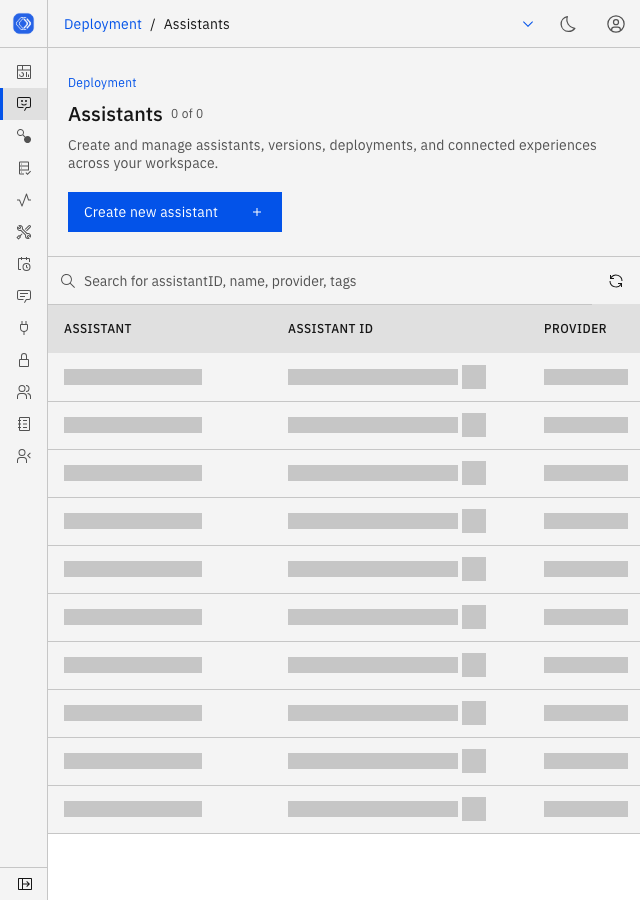 Deployment / Assistants
Deployment
Assistants 0 of 0
Create and manage assistants, versions, deployments, and connected experiences
across your workspace.
Create new assistant +
Search for assistantID, name, provider, tags
ASSISTANT ASSISTANT ID PROVIDER